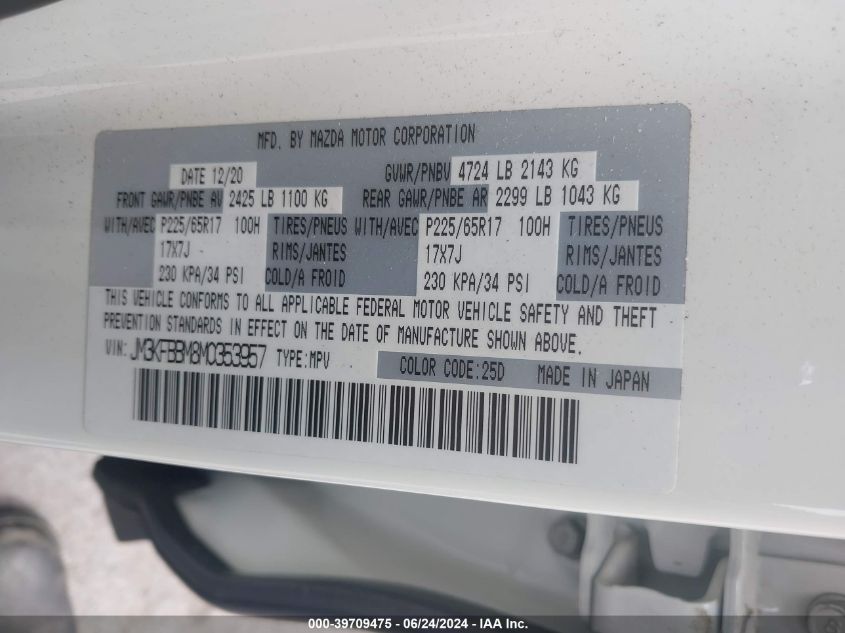 MFD. BY MAZDA MOTOR CORPORATION
DATE 12/20 GVWR/PNBV 4724 LB 2143 KG
FRONT GAWR/PNBE AV 2425 LB 1100 KG REAR GAWR/PNBE AR 2299 LB 1043 KG
WITH/AVEC P225/65R17 100H TIRES/PNEUS WITH/AVEC P225/65R17 100H TIRES/PNEUS
17X7J RIMS/JANTES 17X7J RIMS/JANTES
230 KPA/34 PSI COLD/A FROID 230 KPA/34 PSI COLD/A FROID
THIS VEHICLE CONFORMS TO ALL APPLICABLE FEDERAL MOTOR VEHICLE SAFETY AND THEFT
PREVENTION STANDARDS IN EFFECT ON THE DATE OF MANUFACTURE SHOWN ABOVE.
VIN: JM3KFBBM8M0353957 TYPE:MPV COLOR CODE:25D MADE IN JAPAN
000-39709475 - 06/24/2024 - IAA Inc.